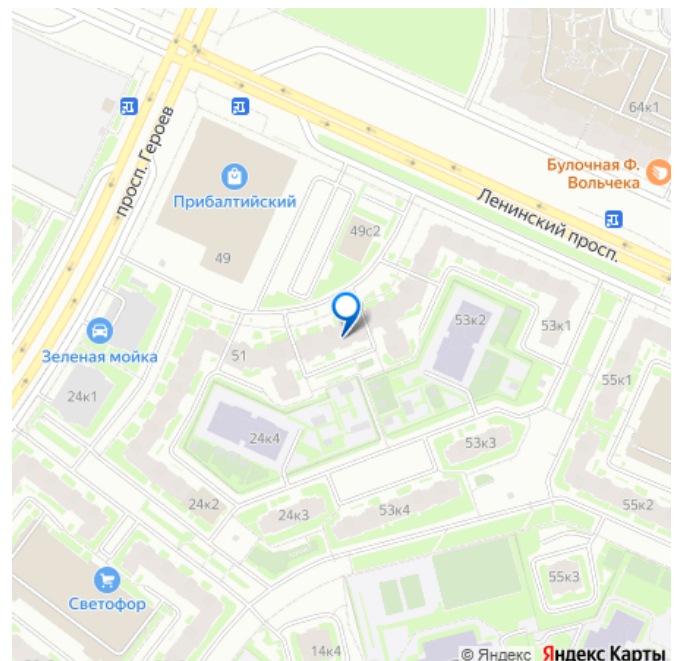 64к1
просп. Героев
Булочная Ф.
Вольчека
Прибалтийский
Ленинский просп.
49с2
49
53к2
53к1
Зеленая мойка
51
55к1
24к1
24к4
53к3
24к2
24к3
53к4
55к2
55к3
Светофор
14к4
© Яндекс Яндекс Карты